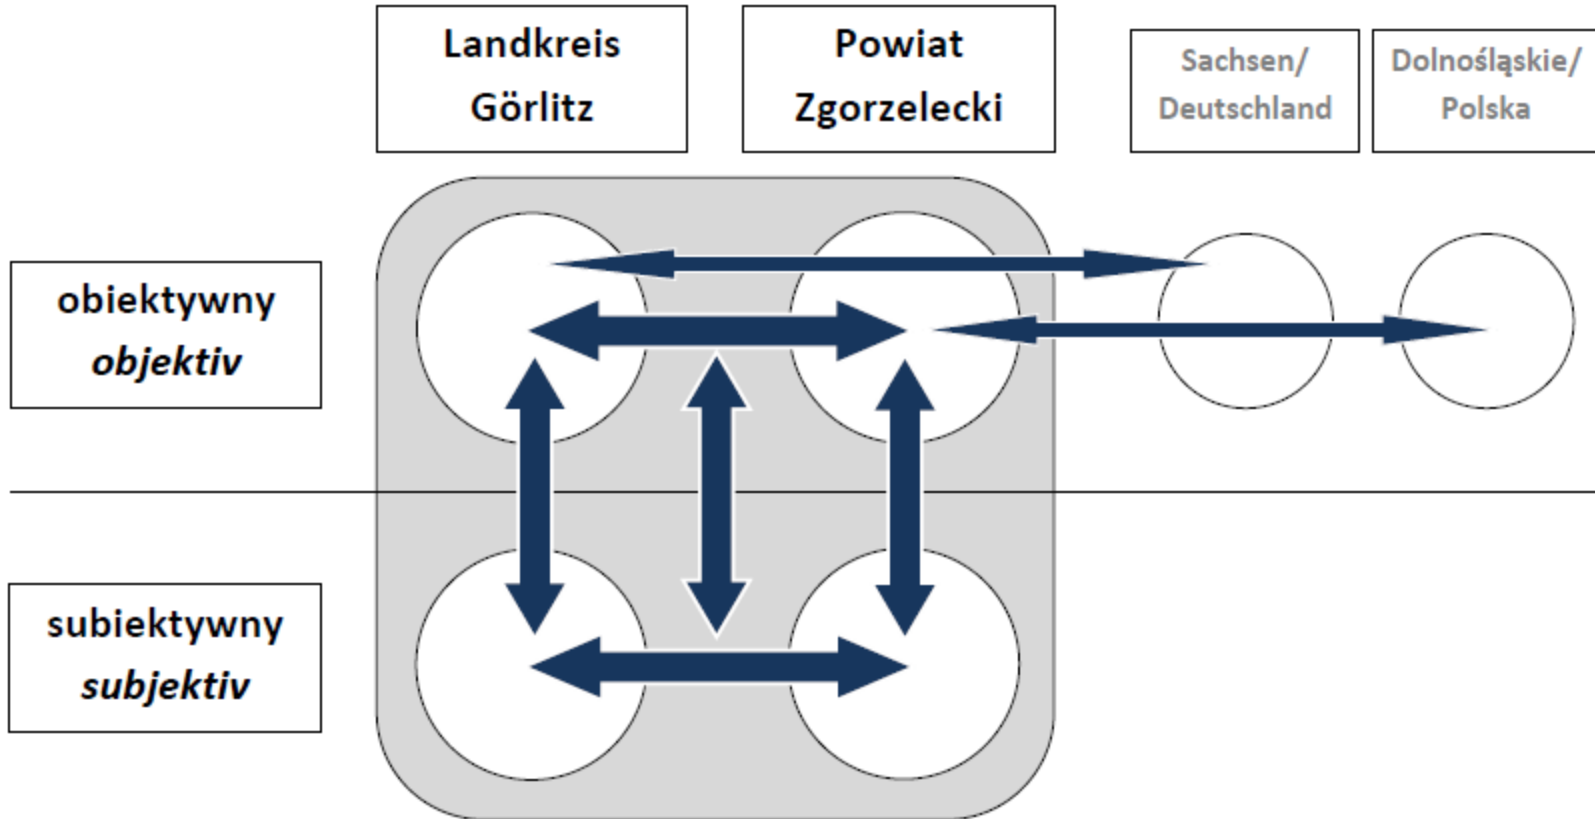 Landkreis
Görlitz
Powiat
Zgorzelecki
Sachsen/
Deutschland
Dolnośląskie/
Polska
obiektywny
objektiv
subiektywny
subjektiv